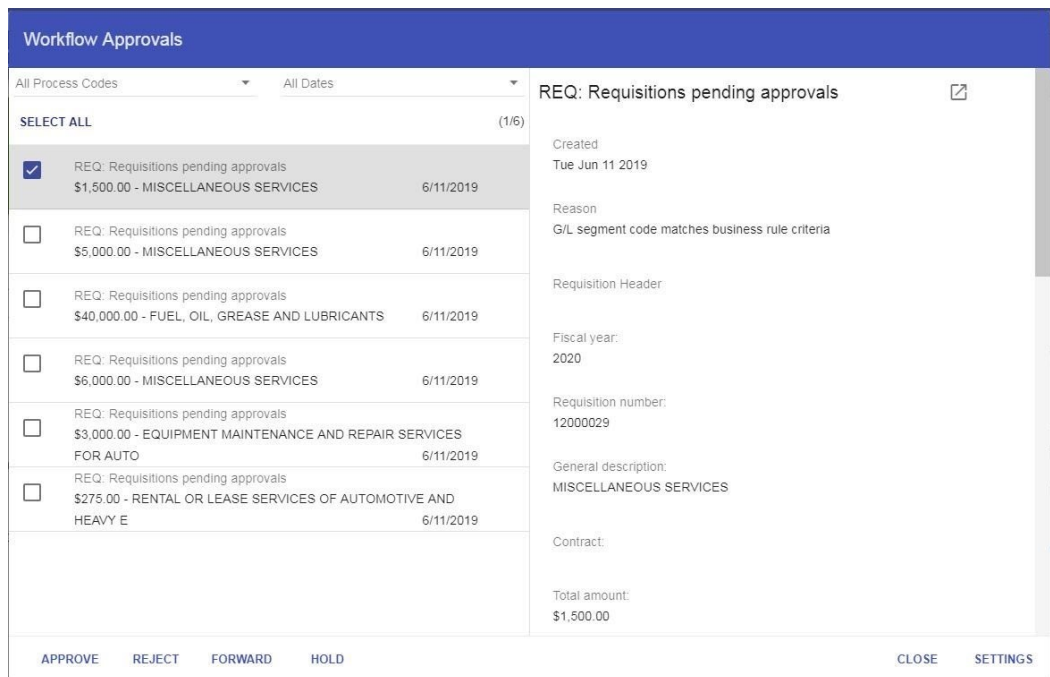 Workflow Approvals
All Process Codes
All Dates
SELECT ALL
(1/6)
REQ: Requisitions pending approvals
$1,500.00 - MISCELLANEOUS SERVICES 6/11/2019
REQ: Requisitions pending approvals
$5,000.00 - MISCELLANEOUS SERVICES 6/11/2019
REQ: Requisitions pending approvals
$40,000.00 - FUEL, OIL, GREASE AND LUBRICANTS 6/11/2019
REQ: Requisitions pending approvals
$6,000.00 - MISCELLANEOUS SERVICES 6/11/2019
REQ: Requisitions pending approvals
$3,000.00 - EQUIPMENT MAINTENANCE AND REPAIR SERVICES
FOR AUTO 6/11/2019
REQ: Requisitions pending approvals
$275.00 - RENTAL OR LEASE SERVICES OF AUTOMOTIVE AND
HEAVY E 6/11/2019
REQ: Requisitions pending approvals
Created
Tue Jun 11 2019
Reason
G/L segment code matches business rule criteria
Requisition Header
Fiscal year:
2020
Requisition number:
12000029
General description:
MISCELLANEOUS SERVICES
Contract:
Total amount:
$1,500.00
APPROVE REJECT FORWARD HOLD CLOSE SETTINGS